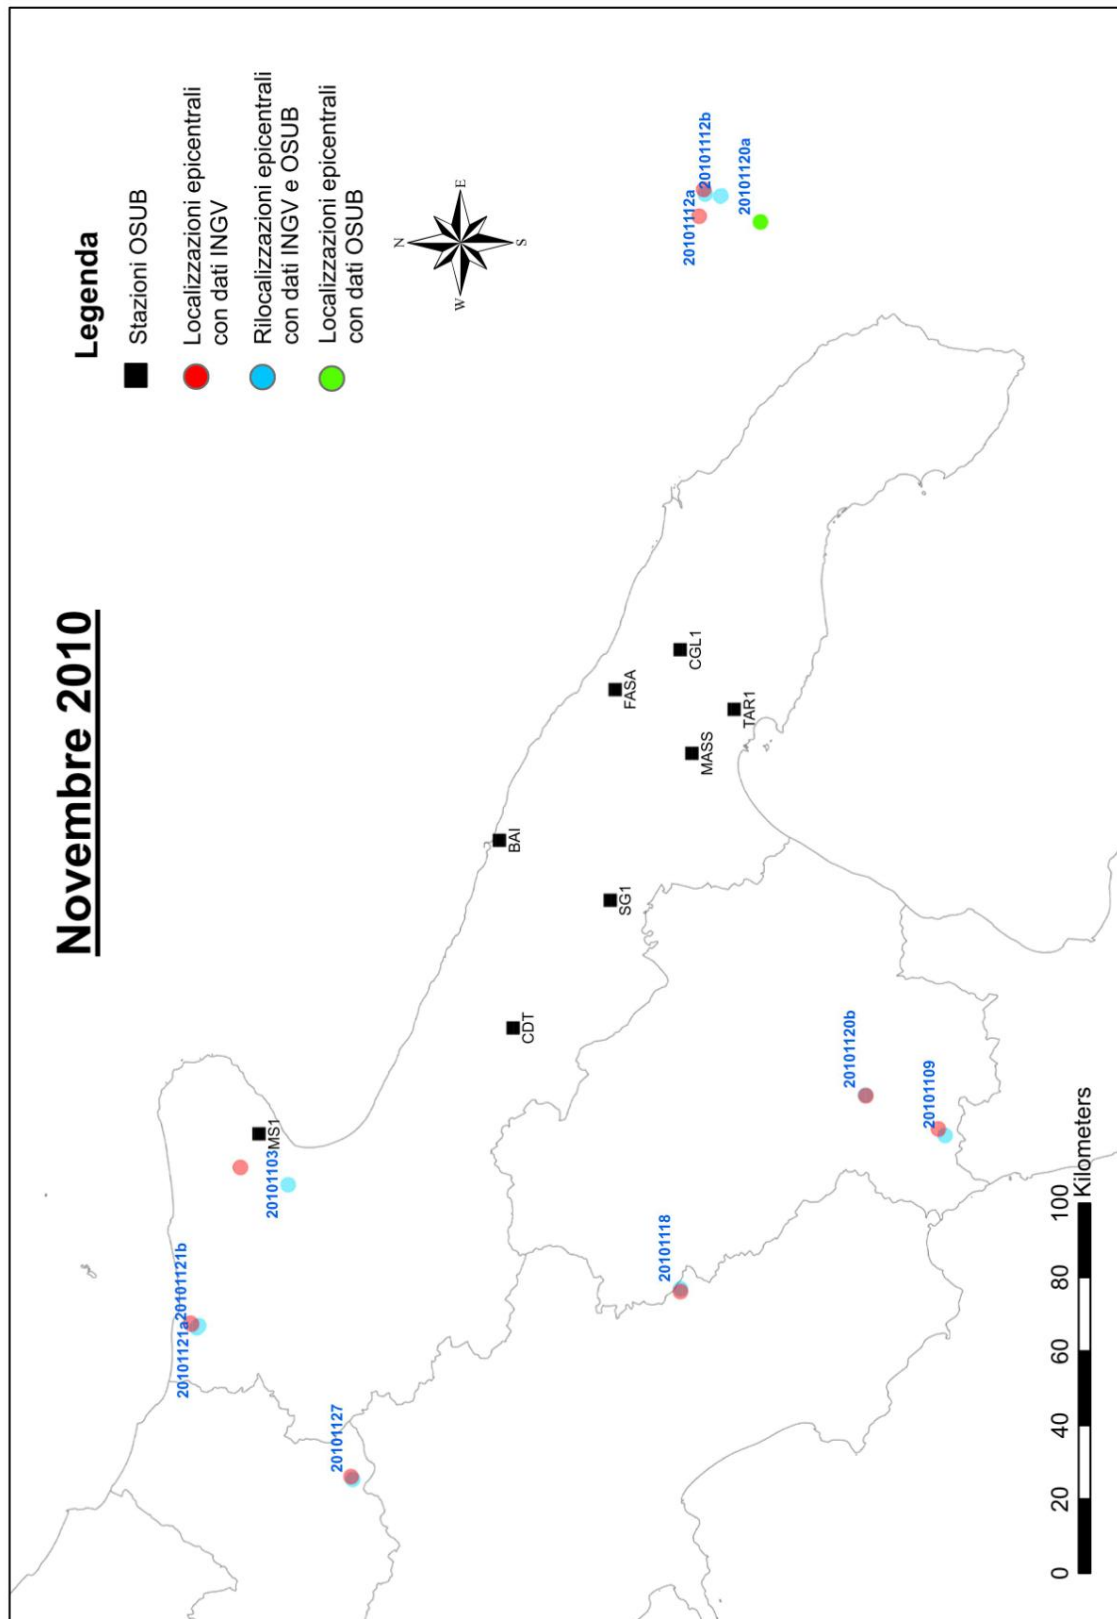 Novembre 2010
Legenda
Stazioni OSUB
Localizzazioni epicentrali
con dati INGV
Rilocalizzazioni epicentrali
con dati INGV e OSUB
Localizzazioni epicentrali
con dati OSUB
N
W
E
S
20101121a
20101121b
20101103
MS1
20101127
CDT
BAI
SG1
FASA
MASS
CGL1
TAR1
20101112a
20101112b
20101120a
20101118
20101120b
20101109
0
20
40
60
80
100
Kilometers